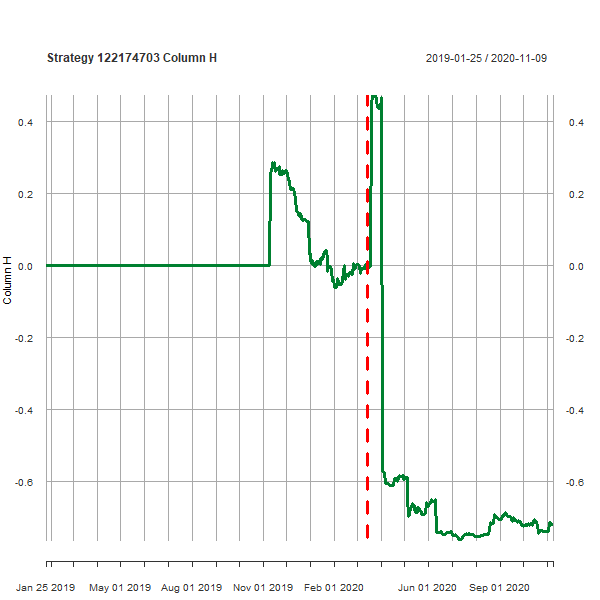 Strategy 122174703 Column H
2019-01-25 / 2020-11-09
0.4
0.2
0.0
-0.2
-0.4
-0.6
Column H
0.4
0.2
0.0
-0.2
-0.4
-0.6
Jan 25 2019
May 01 2019
Aug 01 2019
Nov 01 2019
Feb 01 2020
Jun 01 2020
Sep 01 2020